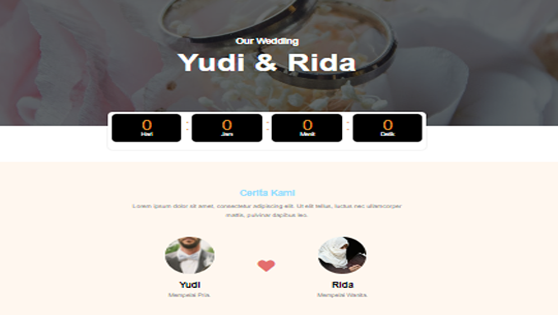 Our Wedding
Yudi & Rida
0 : 0 : 0 : 0
Hari Jam Menit Detik
Cerita Kami
Lorem ipsum dolor sit amet, consectetur adipiscing elit. Ut elit tellus, luctus nec ullamcorper
mattis, pulvinar dapibus leo.
Yudi Rida
Mempelai Pria Mempelai Wanita